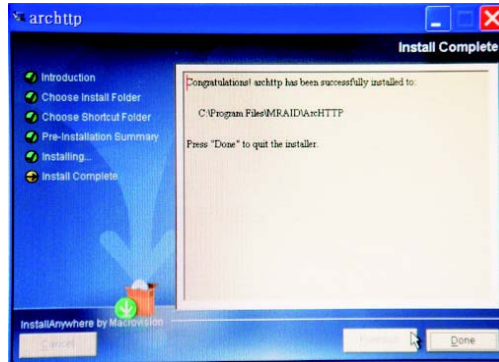 archttp
Install Complete
Introduction
Choose Install Folder
Choose Shortcut Folder
Pre-Installation Summary
Installing...
Install Complete
Congratulations! archttp has been successfully installed to:
C:\Program Files\MRAID\ArcHTTP
Press "Done" to quit the installer.
InstallAnywhere by Macrovision
Cancel
Previous
Done